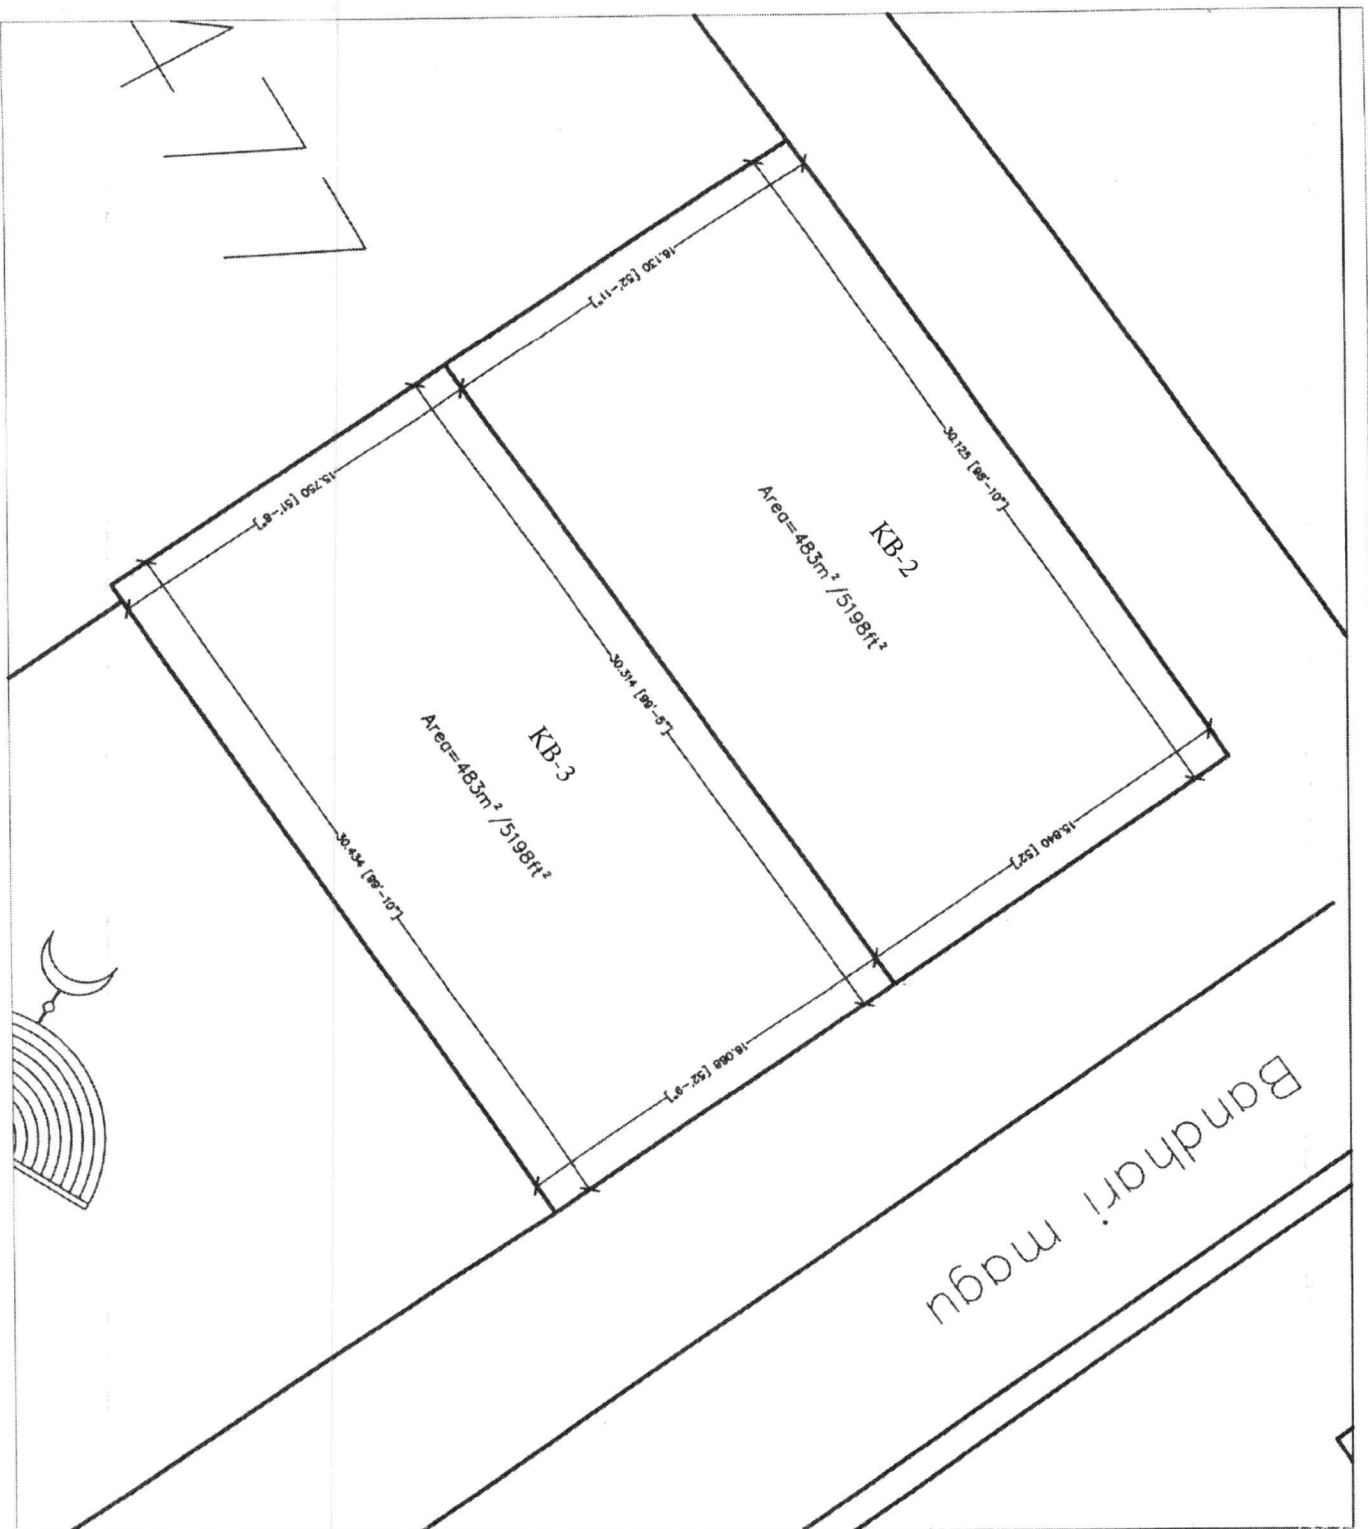 16.130 [52'-11"]
15.750 [51'-8"]
30.125 [98'-10"]
KB-2
Area=483m² /5198ft²
30.314 [99'-5"]
KB-3
Area=483m² /5198ft²
30.434 [99'-10"]
15.840 [52']
16.068 [52'-9"]
Bandhari magu